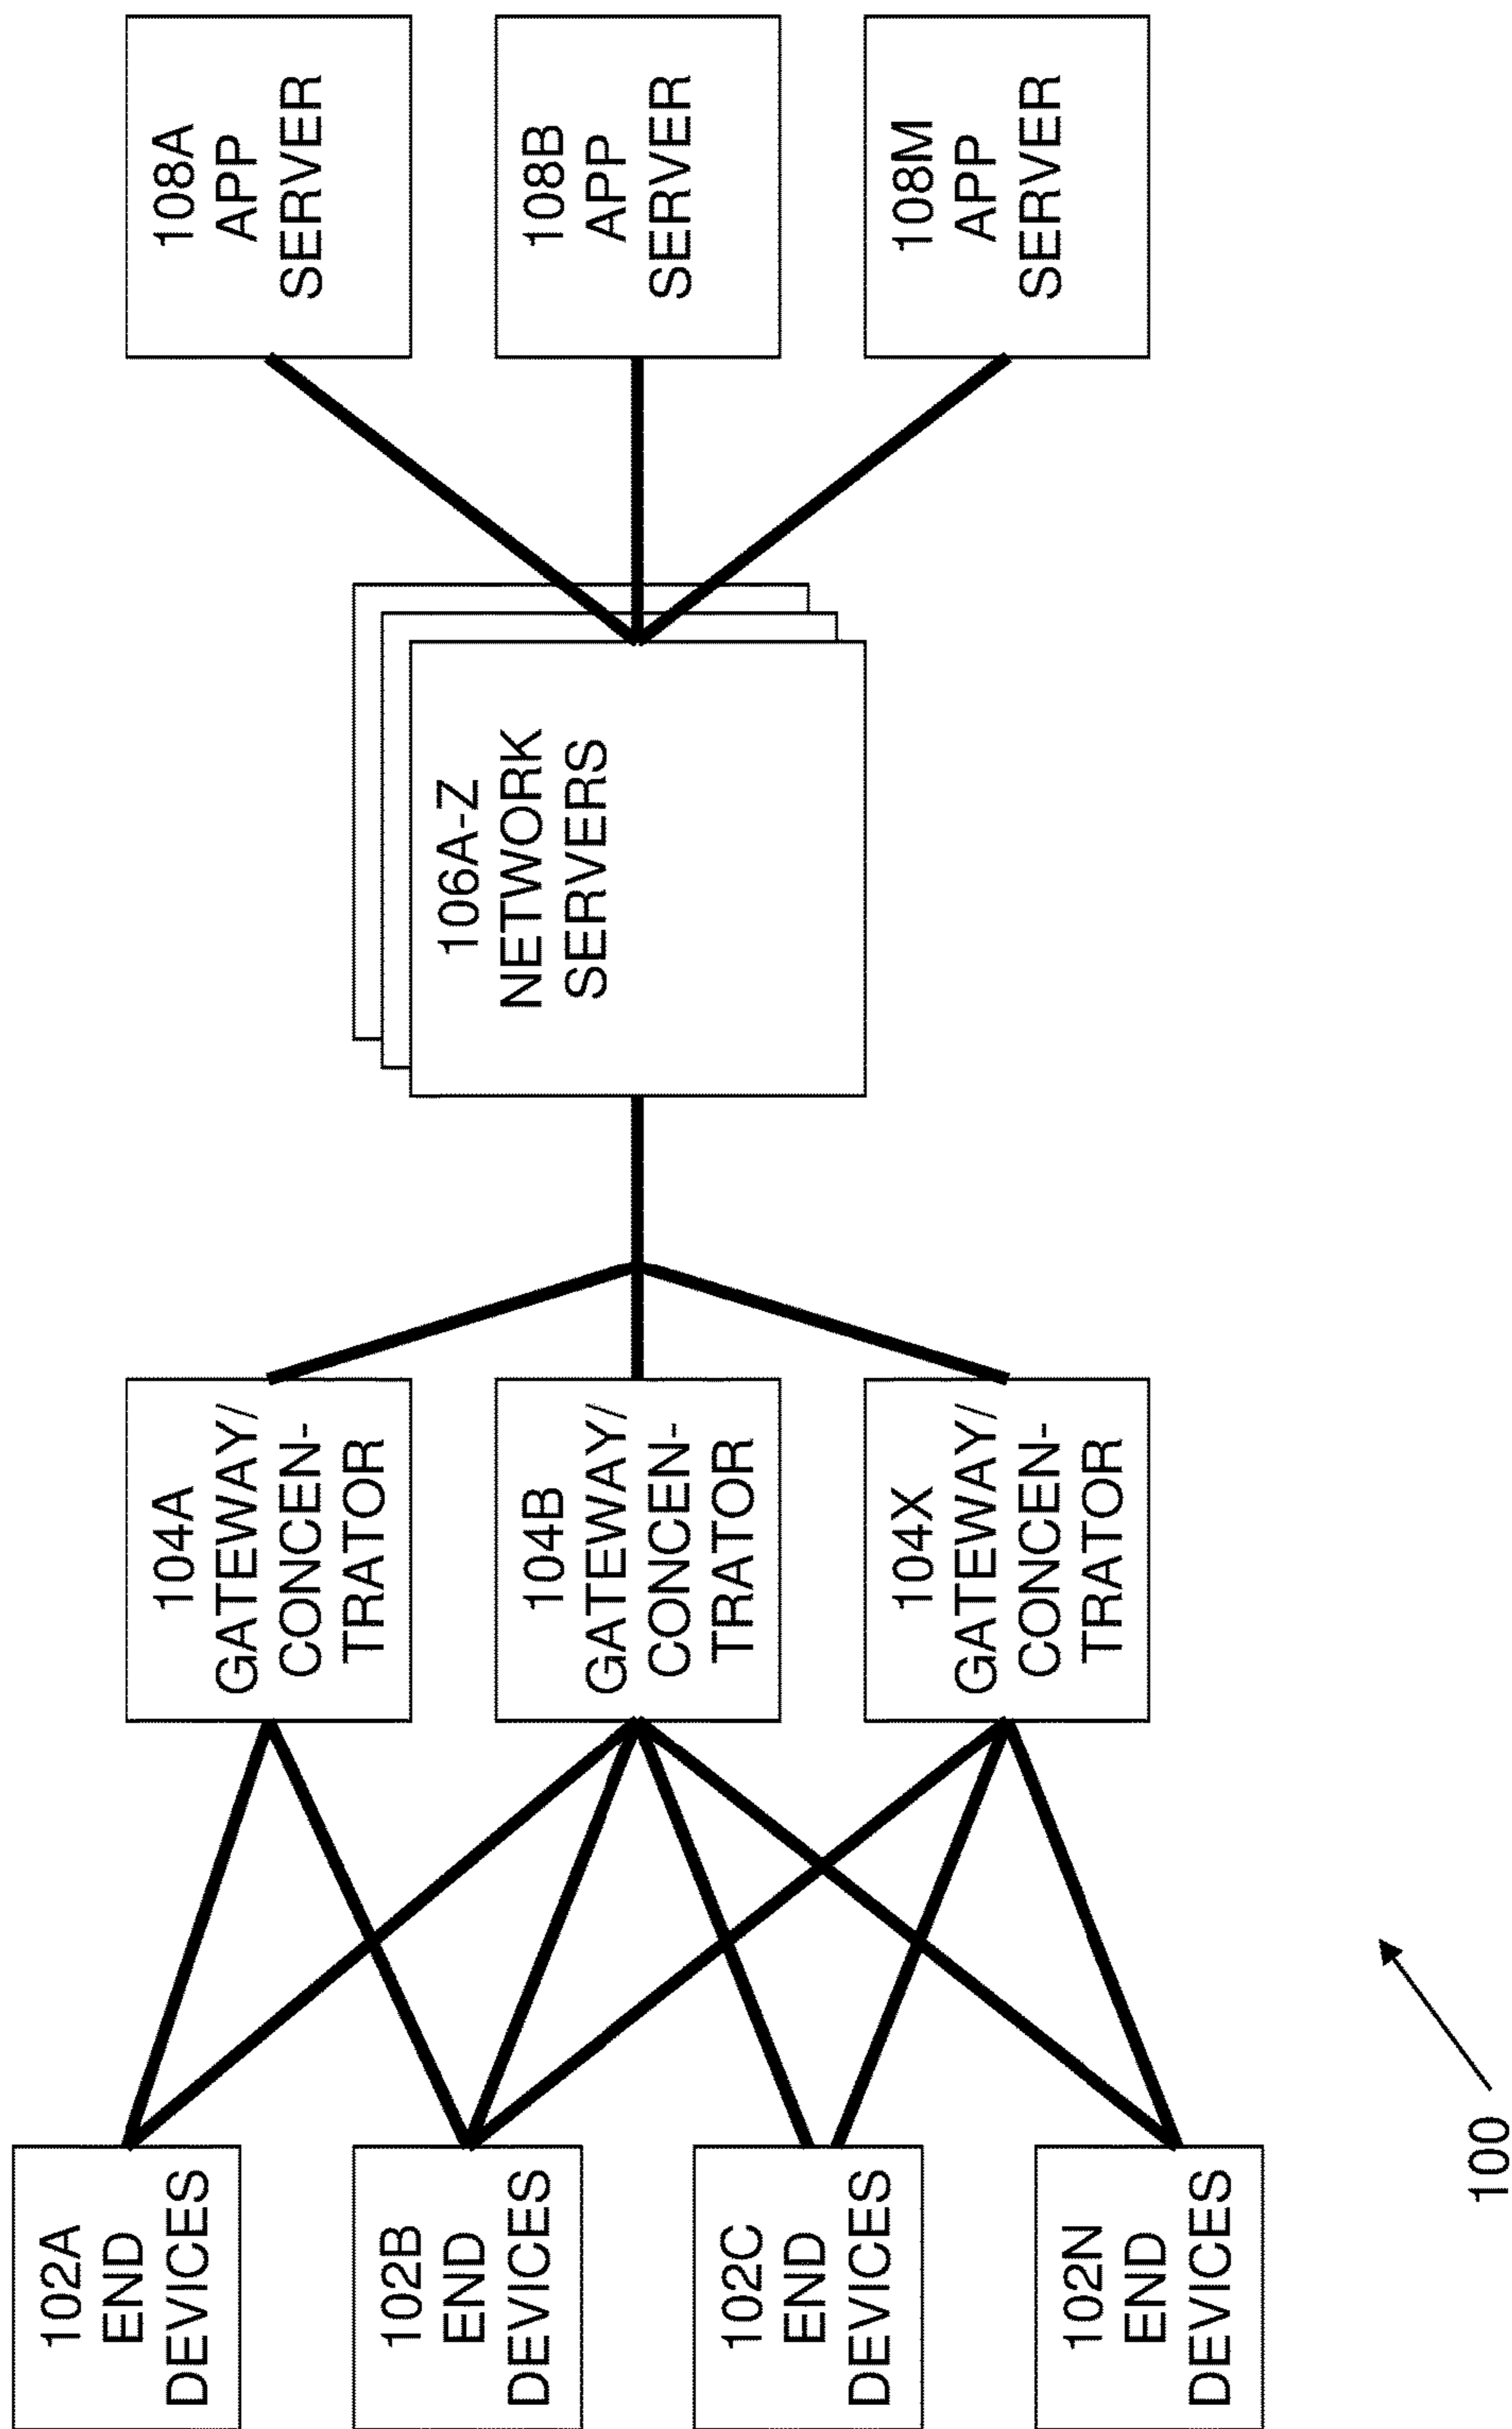 102A
END
DEVICES
102B
END
DEVICES
102C
END
DEVICES
102N
END
DEVICES
104A
GATEWAY/
CONCEN-
TRATOR
104B
GATEWAY/
CONCEN-
TRATOR
104X
GATEWAY/
CONCEN-
TRATOR
106A-Z
NETWORK
SERVERS
108A
APP
SERVER
108B
APP
SERVER
108M
APP
SERVER
100